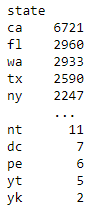 state
ca 6721
fl 2960
wa 2933
tx 2590
ny 2247
...
nt 11
dc 7
pe 6
yt 5
yk 2